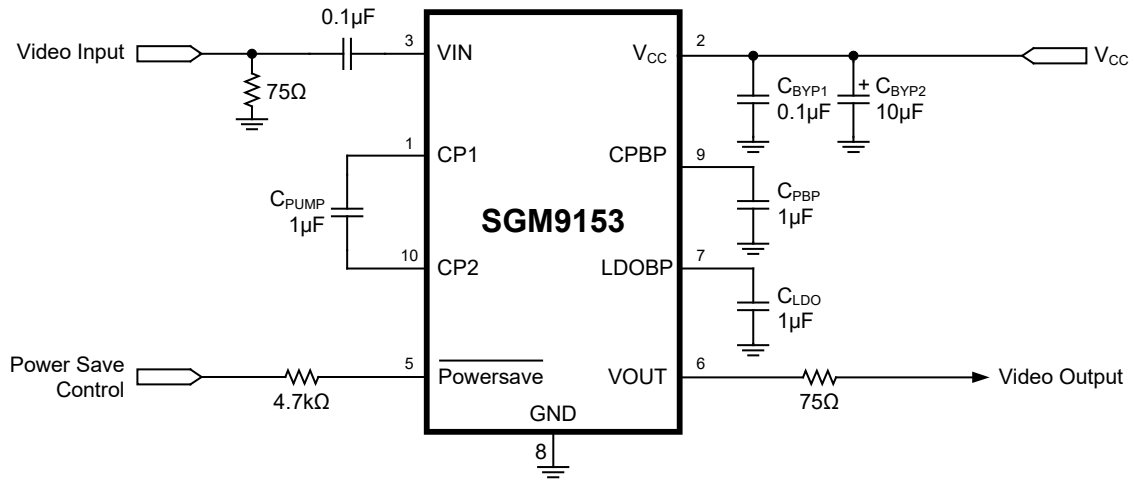 0.1µF
Video Input
3
VIN
75Ω
VCC
2
VCC
CBYP1
0.1µF
+ CBYP2
10µF
1
CP1
CPUMP
1µF
10
CP2
SGM9153
CPBP
9
CPBP
1µF
LDOBP
7
CLDO
1µF
Power Save
Control
4.7kΩ
5
Powersave
VOUT
6
75Ω
Video Output
GND
8